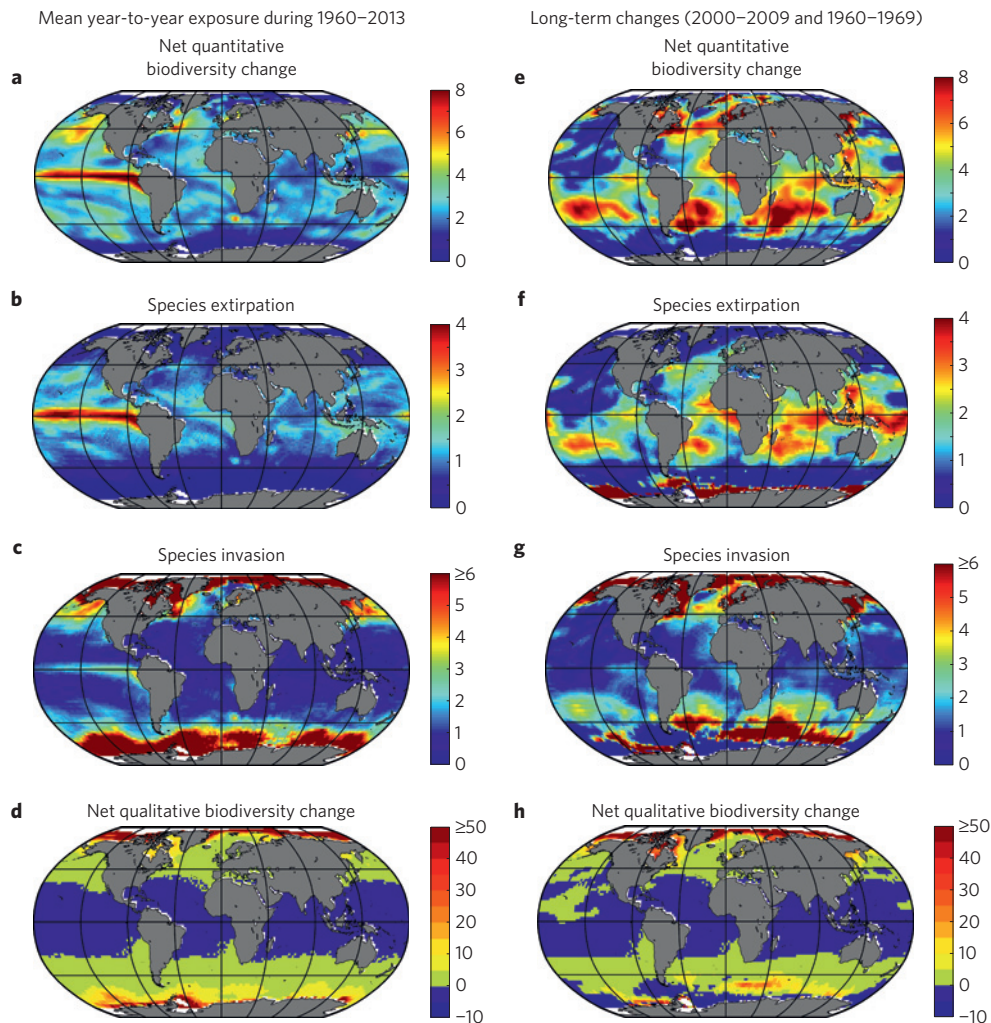 Mean year-to-year exposure during 1960–2013
Net quantitative
biodiversity change
a
8
6
4
2
0
Species extirpation
b
4
3
2
1
0
Species invasion
c
≥6
5
4
3
2
1
0
Net qualitative biodiversity change
d
≥50
40
30
20
10
0
−10
Long-term changes (2000–2009 and 1960–1969)
Net quantitative
biodiversity change
e
8
6
4
2
0
Species extirpation
f
4
3
2
1
0
Species invasion
g
≥6
5
4
3
2
1
0
Net qualitative biodiversity change
h
≥50
40
30
20
10
0
−10